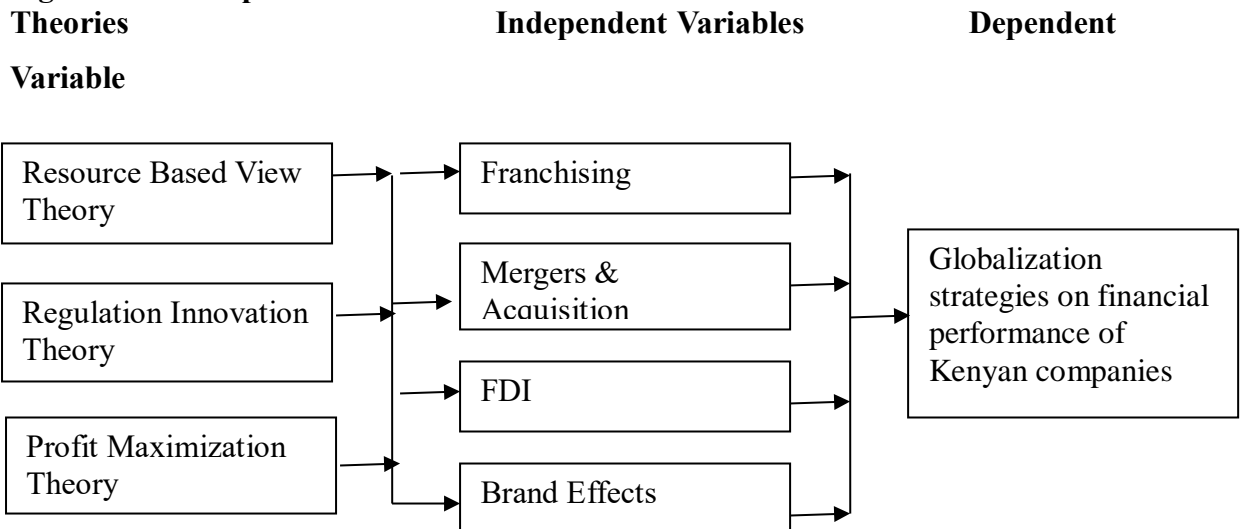 Theories Independent Variables Dependent
Variable
Resource Based View
Theory
Regulation Innovation
Theory
Profit Maximization
Theory
Franchising
Mergers &
Acquisition
FDI
Brand Effects
Globalization
strategies on financial
performance of
Kenyan companies